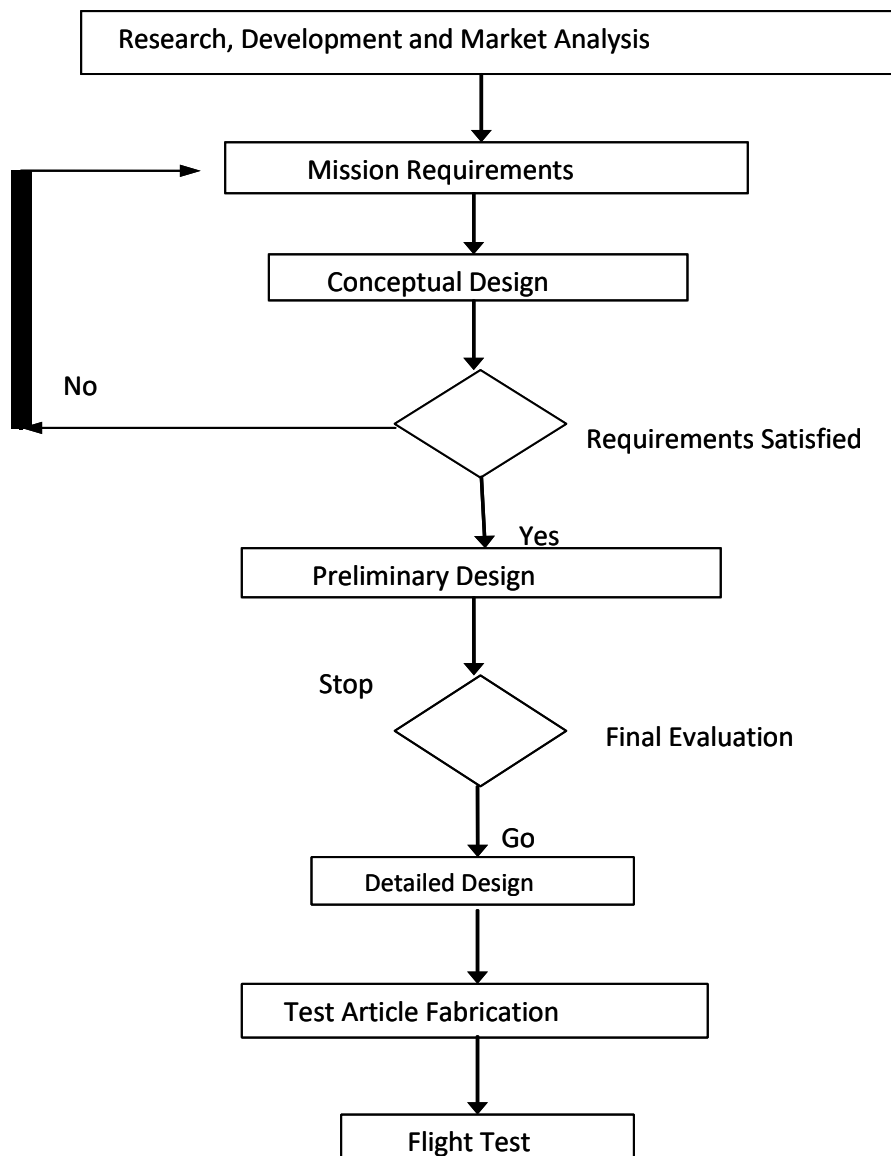 Research, Development and Market Analysis
Mission Requirements
Conceptual Design
No
Requirements Satisfied
Yes
Preliminary Design
Stop
Final Evaluation
Go
Detailed Design
Test Article Fabrication
Flight Test